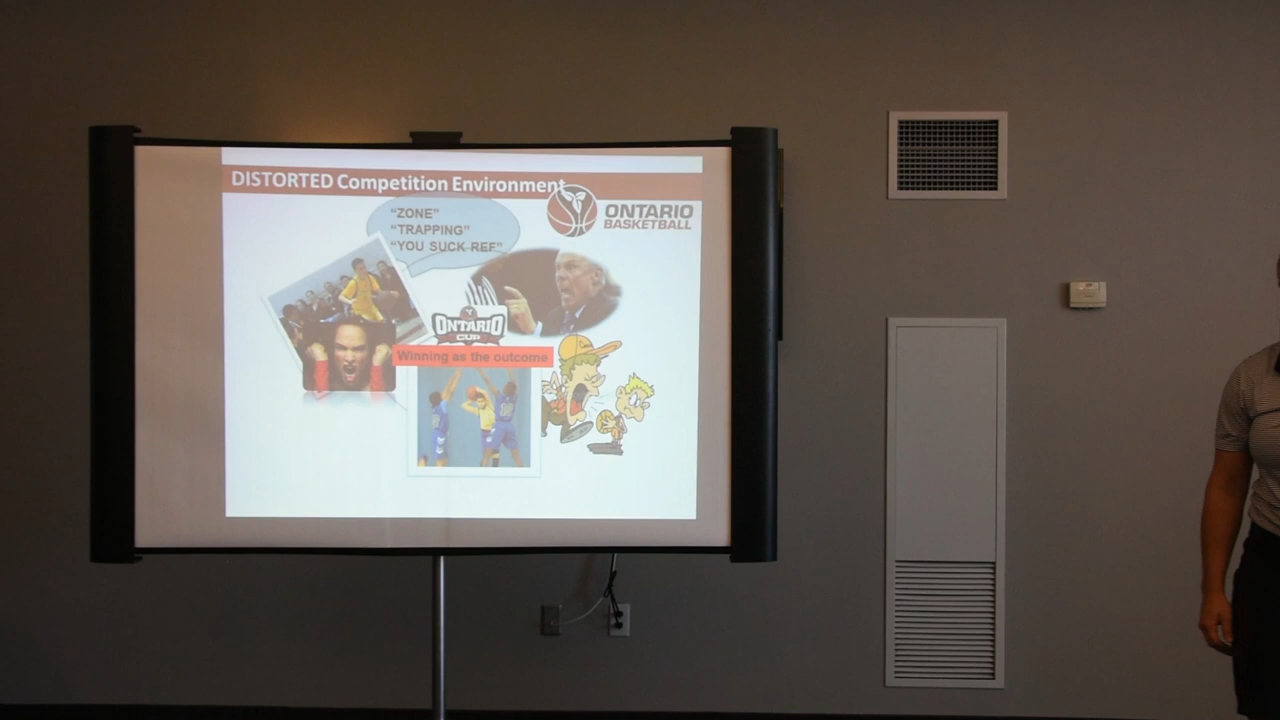 DISTORTED Competition Environment
"ZONE"
"TRAPPING"
"YOU SUCK REF"
ONTARIO
BASKETBALL
ONTARIO
CUP
Winning as the outcome